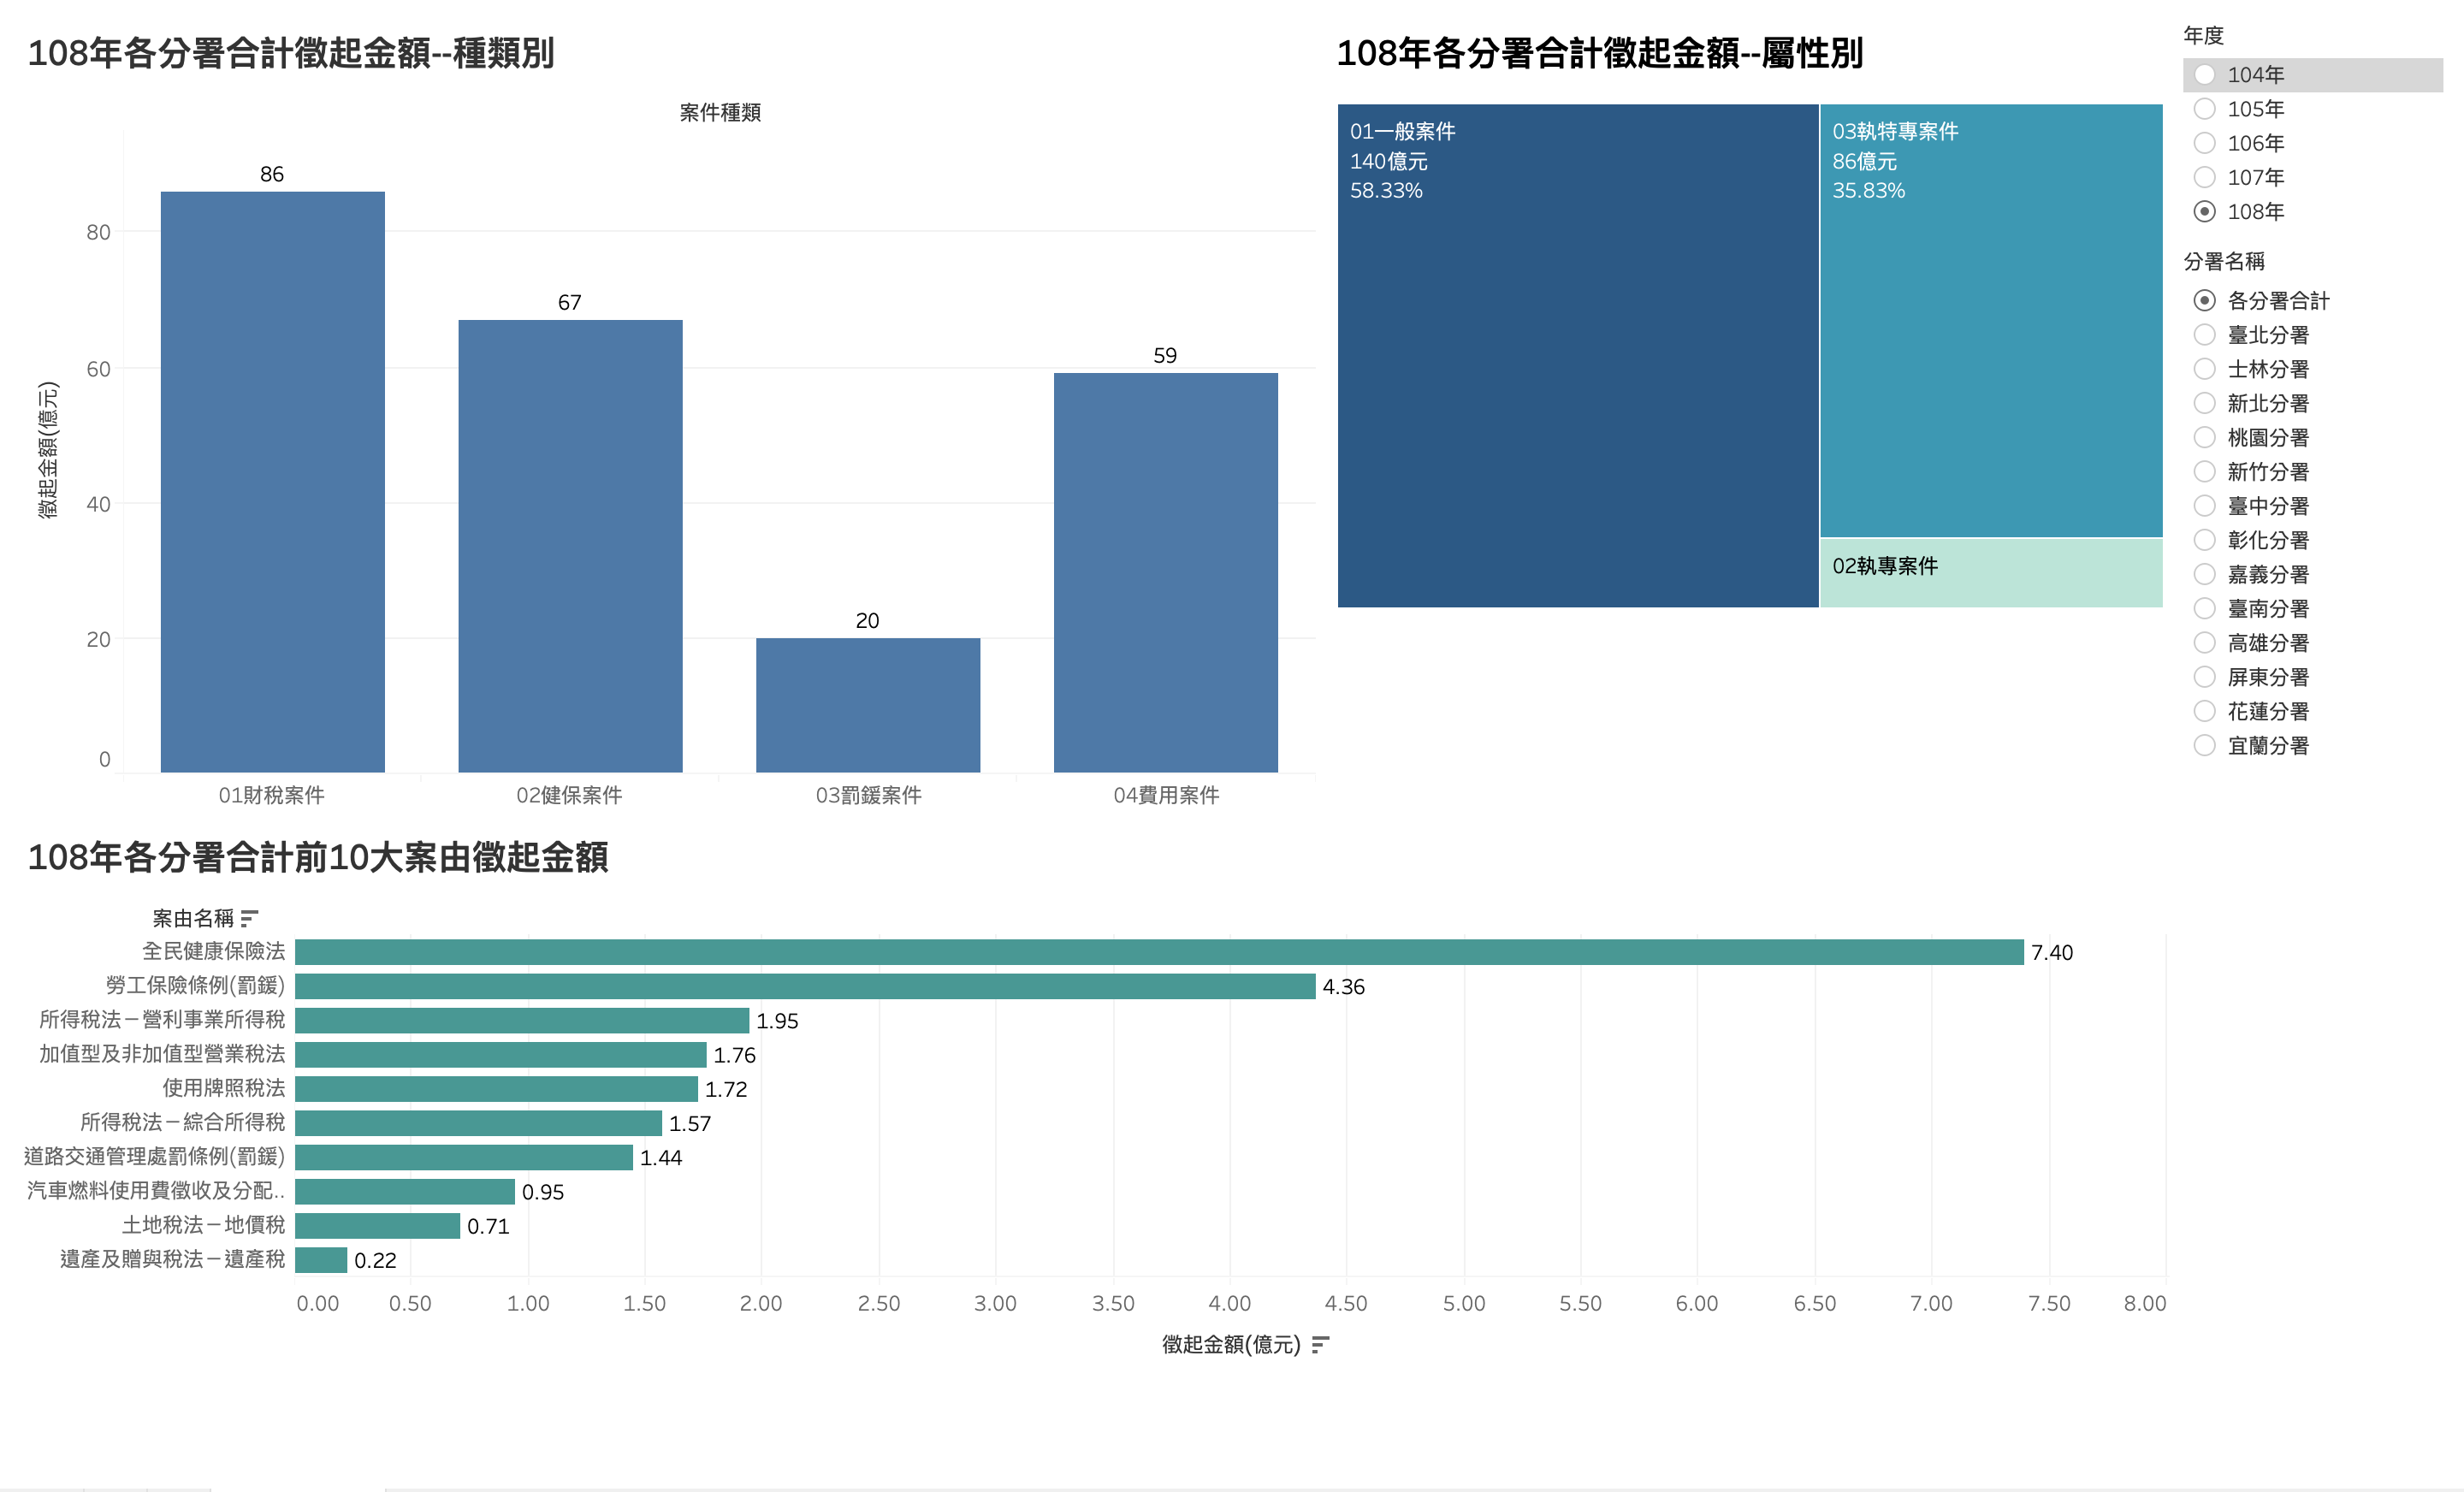 108年各分署合計徵起金額--種類別
案件種類
徵起金額(億元)
80
60
40
20
0
86
67
20
59
01財稅案件
02健保案件
03罰鍰案件
04費用案件
108年各分署合計徵起金額--屬性別
01一般案件
140億元
58.33%
03執特專案件
86億元
35.83%
02執專案件
年度
104年
105年
106年
107年
108年
分署名稱
各分署合計
臺北分署
士林分署
新北分署
桃園分署
新竹分署
臺中分署
彰化分署
嘉義分署
臺南分署
高雄分署
屏東分署
花蓮分署
宜蘭分署
108年各分署合計前10大案由徵起金額
案由名稱
全民健康保險法 7.40
勞工保險條例(罰鍰) 4.36
所得稅法－營利事業所得稅 1.95
加值型及非加值型營業稅法 1.76
使用牌照稅法 1.72
所得稅法－綜合所得稅 1.57
道路交通管理處罰條例(罰鍰) 1.44
汽車燃料使用費徵收及分配.. 0.95
土地稅法－地價稅 0.71
遺產及贈與稅法－遺產稅 0.22
0.00 0.50 1.00 1.50 2.00 2.50 3.00 3.50 4.00 4.50 5.00 5.50 6.00 6.50 7.00 7.50 8.00
徵起金額(億元)